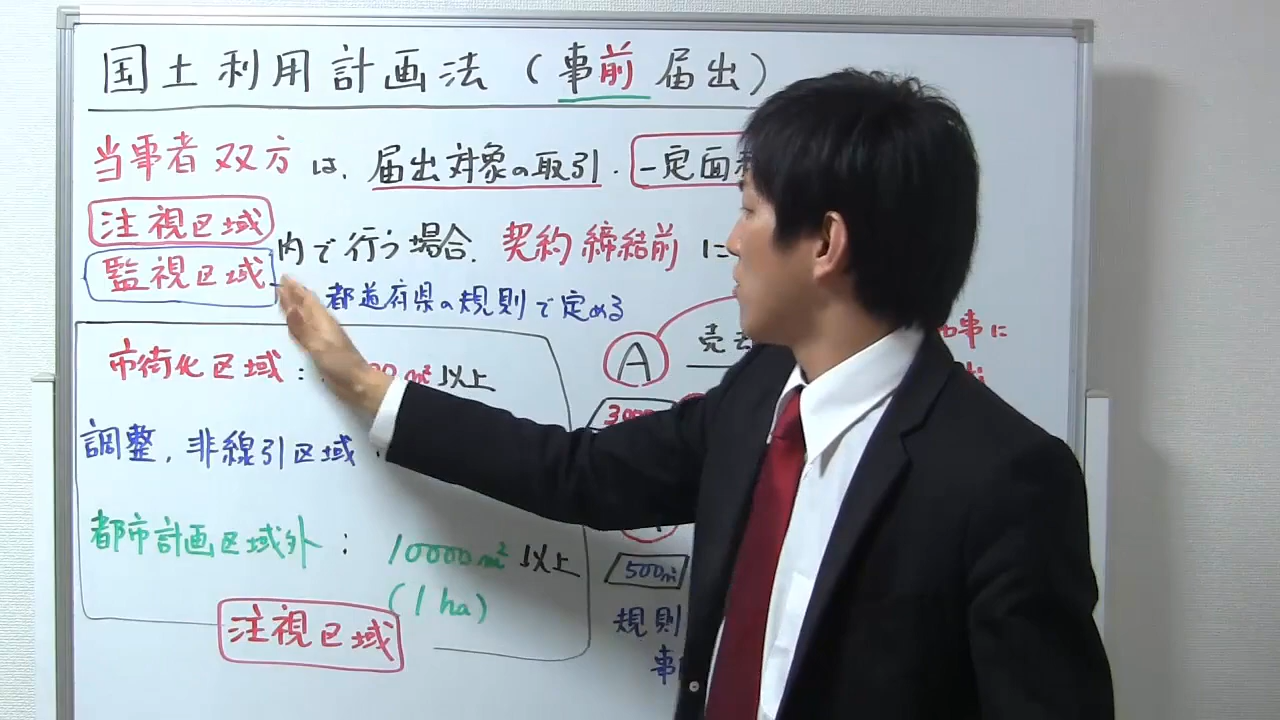 国土利用計画法（事前届出）
当事者双方は、届出対象の取引・一定面
注視区域
監視区域
内で行う場合、契約締結前に
都道府県の規則で定める
市街化区域： m²以上
調整，非線引区域
都市計画区域外： 10000m²以上
(1ha)
注視区域
A
売
事に
300
500㎡
規則
事